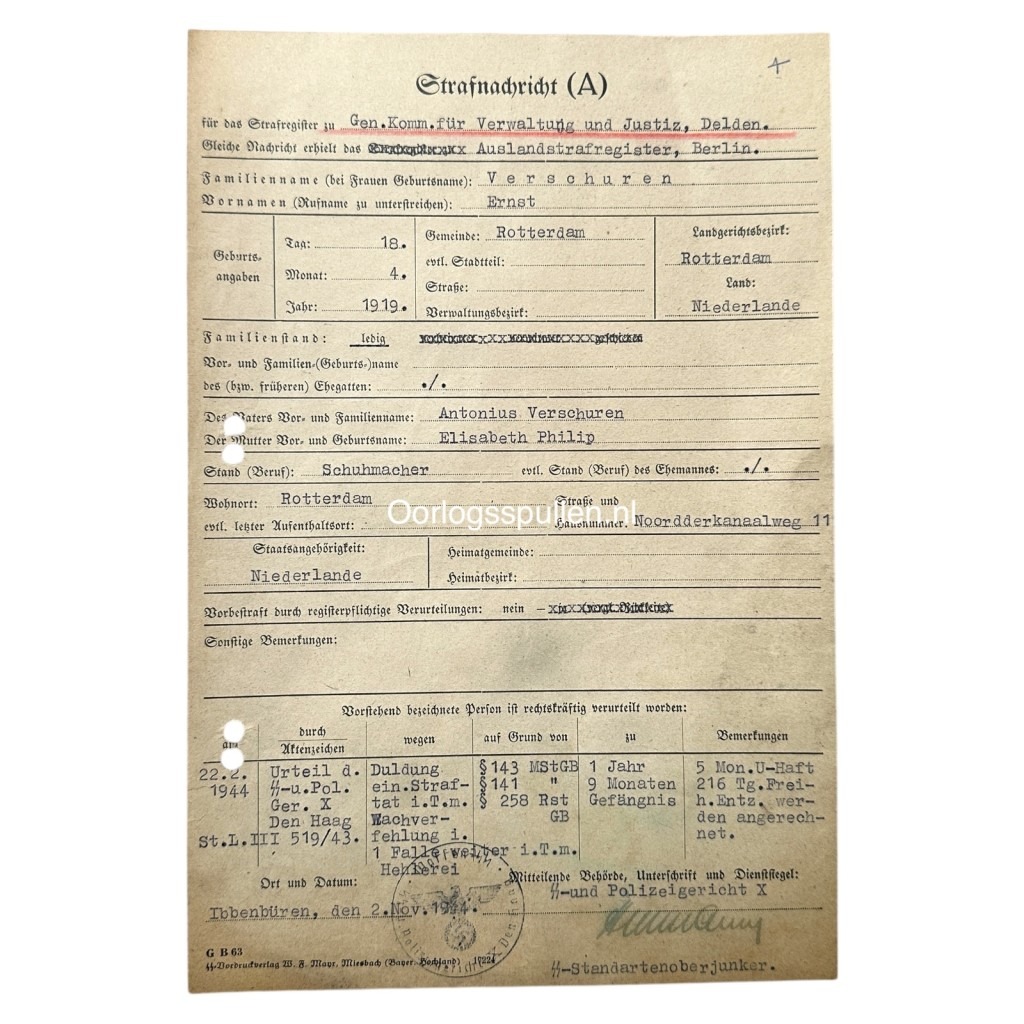 4
Strafnachricht (A)
für das Strafregister zu Gen.Komm.für Verwaltung und Justiz, Delden.
Gleiche Nachricht erhielt das Auslandstrafregister, Berlin.
Familienname (bei Frauen Geburtsname): Verschuren
Vornamen (Rufname zu unterstreichen): Ernst
Geburts-
angaben
Tag: 18.
Monat: 4.
Jahr: 1919.
Gemeinde: Rotterdam
evtl. Stadtteil:
Straße:
Verwaltungsbezirk:
Landgerichtsbezirk:
Rotterdam
Land:
Niederlande
Familienstand: ledig
Vor- und Familien-(Geburts-)name
des (bzw. früheren) Ehegatten: ./.
Des Vaters Vor- und Familienname: Antonius Verschuren
Der Mutter Vor- und Geburtsname: Elisabeth Philip
Stand (Beruf): Schuhmacher evtl. Stand (Beruf) des Ehemannes: ./.
Wohnort: Rotterdam Straße und
evtl. letzter Aufenthaltsort: Hausnummer: Noordderkanaalweg 11
Oorlogsspullen.nl
Staatsangehörigkeit:
Niederlande
Heimatgemeinde:
Heimatbezirk:
Vorbestraft durch registerpflichtige Verurteilungen: nein –
Sonstige Bemerkungen:
Vorstehend bezeichnete Person ist rechtskräftig verurteilt worden:
am
durch
Aktenzeichen
wegen
auf Grund von
zu
Bemerkungen
22.2.
1944
Urteil d.
ᛋᛋ-u.Pol.
Ger. X
Den Haag
St.L.III 519/43.
Duldung
ein.Straf-
tat i.T.m.
Wachver-
fehlung i.
1 Falle weiter i.T.m.
Hehlerei
§ 143 MStGB
§ 141 "
§ 258 Rst
GB
1 Jahr
9 Monaten
Gefängnis
5 Mon.U-Haft
216 Tg.Frei-
h.Entz. wer-
den angerech-
net.
Ort und Datum:
Ibbenbüren, den 2.Nov.1944.
Mitteilende Behörde, Unterschrift und Dienstsiegel:
ᛋᛋ-und Polizeigericht X
ᛋᛋ-Standartenoberjunker.
G B 63
ᛋᛋ-Vordruckverlag W. F. Mayr, Miesbach (Bayer. Hochland)